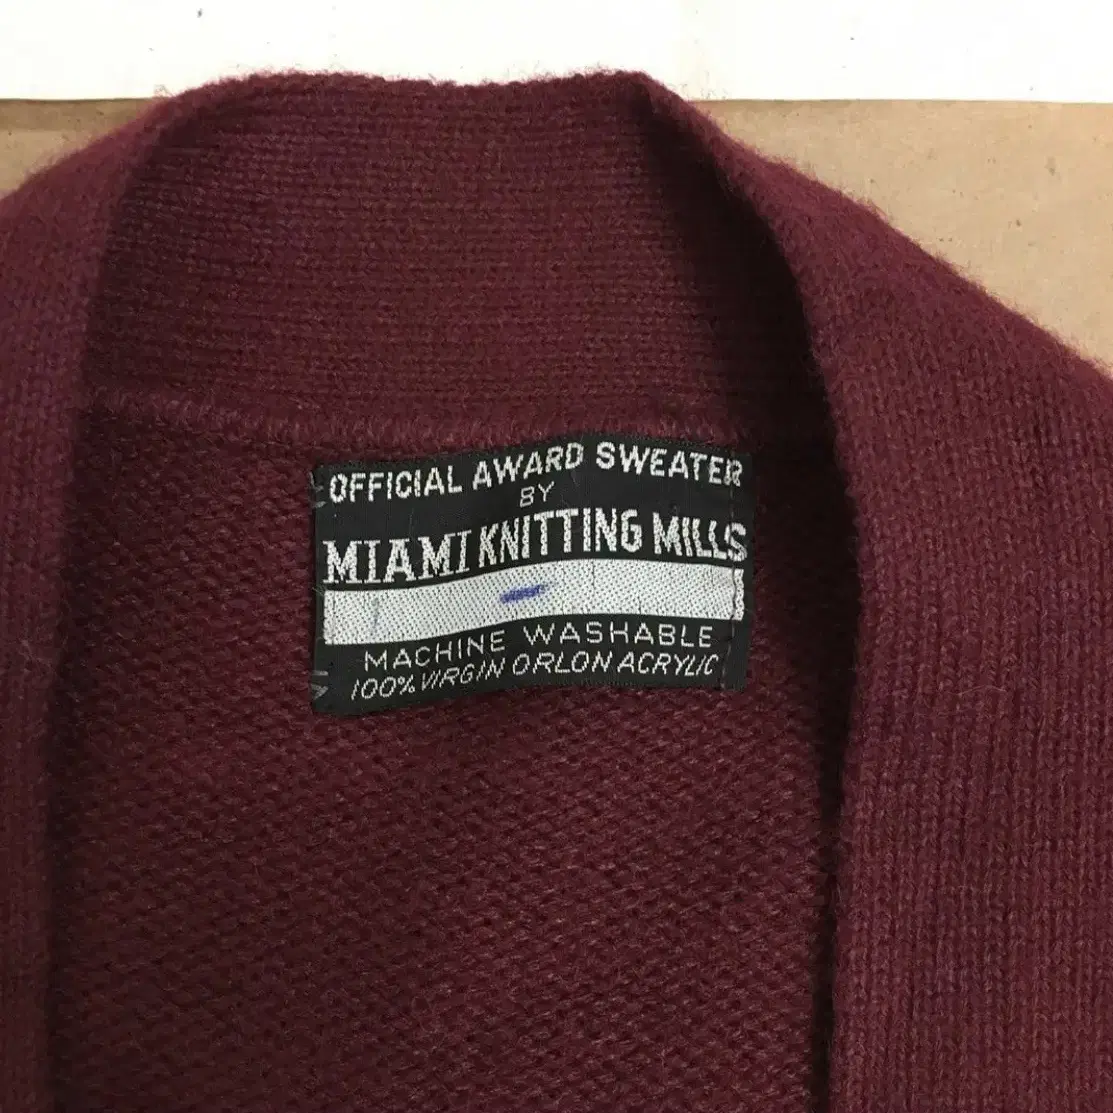 OFFICIAL AWARD SWEATER
BY
MIAMI KNITTING MILLS
MACHINE WASHABLE
100% VIRGIN ORLON ACRYLIC